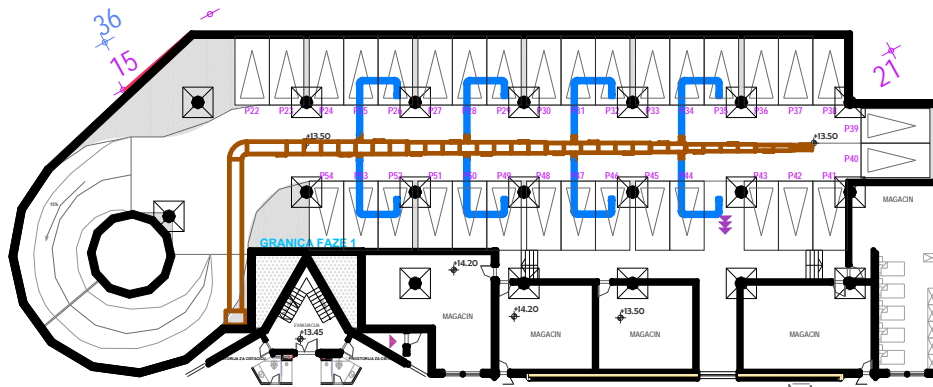 36
15
21
P22
P23
P24
P25
P26
P27
P28
P29
P30
P31
P32
P33
P34
P35
P36
P37
P38
P39
+13.50
+13.50
P40
P54
P53
P52
P51
P50
P49
P48
P47
P46
P45
P44
P43
P42
P41
15%
MAGACIN
GRANICA FAZE 1
+14.20
+14.20
+13.50
MAGACIN
EVAKUACIJA
+13.45
MAGACIN
MAGACIN
MAGACIN